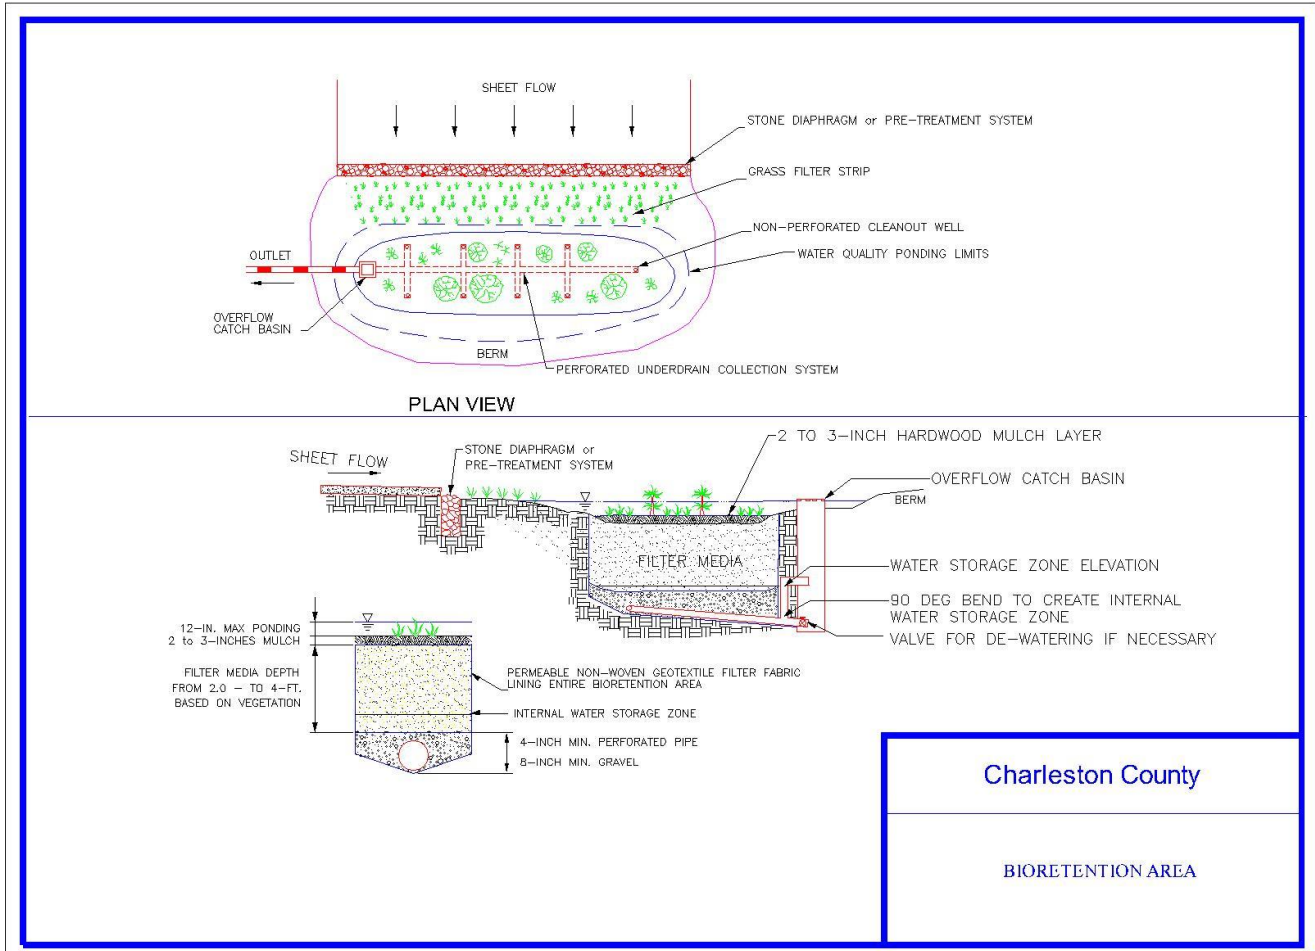 SHEET FLOW
STONE DIAPHRAGM or PRE-TREATMENT SYSTEM
GRASS FILTER STRIP
NON-PERFORATED CLEANOUT WELL
WATER QUALITY PONDING LIMITS
OUTLET
OVERFLOW
CATCH BASIN
BERM
PERFORATED UNDERDRAIN COLLECTION SYSTEM
PLAN VIEW
2 TO 3-INCH HARDWOOD MULCH LAYER
SHEET FLOW
STONE DIAPHRAGM or
PRE-TREATMENT SYSTEM
OVERFLOW CATCH BASIN
BERM
FILTER MEDIA
WATER STORAGE ZONE ELEVATION
90 DEG BEND TO CREATE INTERNAL
WATER STORAGE ZONE
VALVE FOR DE-WATERING IF NECESSARY
12-IN. MAX PONDING
2 to 3-INCHES MULCH
FILTER MEDIA DEPTH
FROM 2.0 - TO 4-FT.
BASED ON VEGETATION
PERMEABLE NON-WOVEN GEOTEXTILE FILTER FABRIC
LINING ENTIRE BIORETENTION AREA
INTERNAL WATER STORAGE ZONE
4-INCH MIN. PERFORATED PIPE
8-INCH MIN. GRAVEL
Charleston County
BIORETENTION AREA